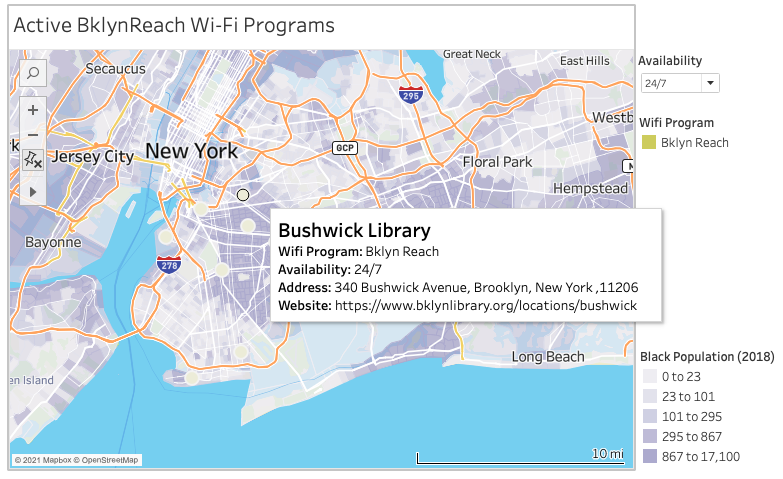 Active BklynReach Wi-Fi Programs
Great Neck
East Hills
Secaucus
295
Westb
GCP
k
Jersey City
New York
Floral Park
Hempstead
Bayonne
278
Bushwick Library
Wifi Program: Bklyn Reach
Availability: 24/7
Address: 340 Bushwick Avenue, Brooklyn, New York ,11206
Website: https://www.bklynlibrary.org/locations/bushwick
Long Beach
en Island
10 mi
© 2021 Mapbox © OpenStreetMap
Availability
24/7
Wifi Program
Bklyn Reach
Black Population (2018)
0 to 23
23 to 101
101 to 295
295 to 867
867 to 17,100